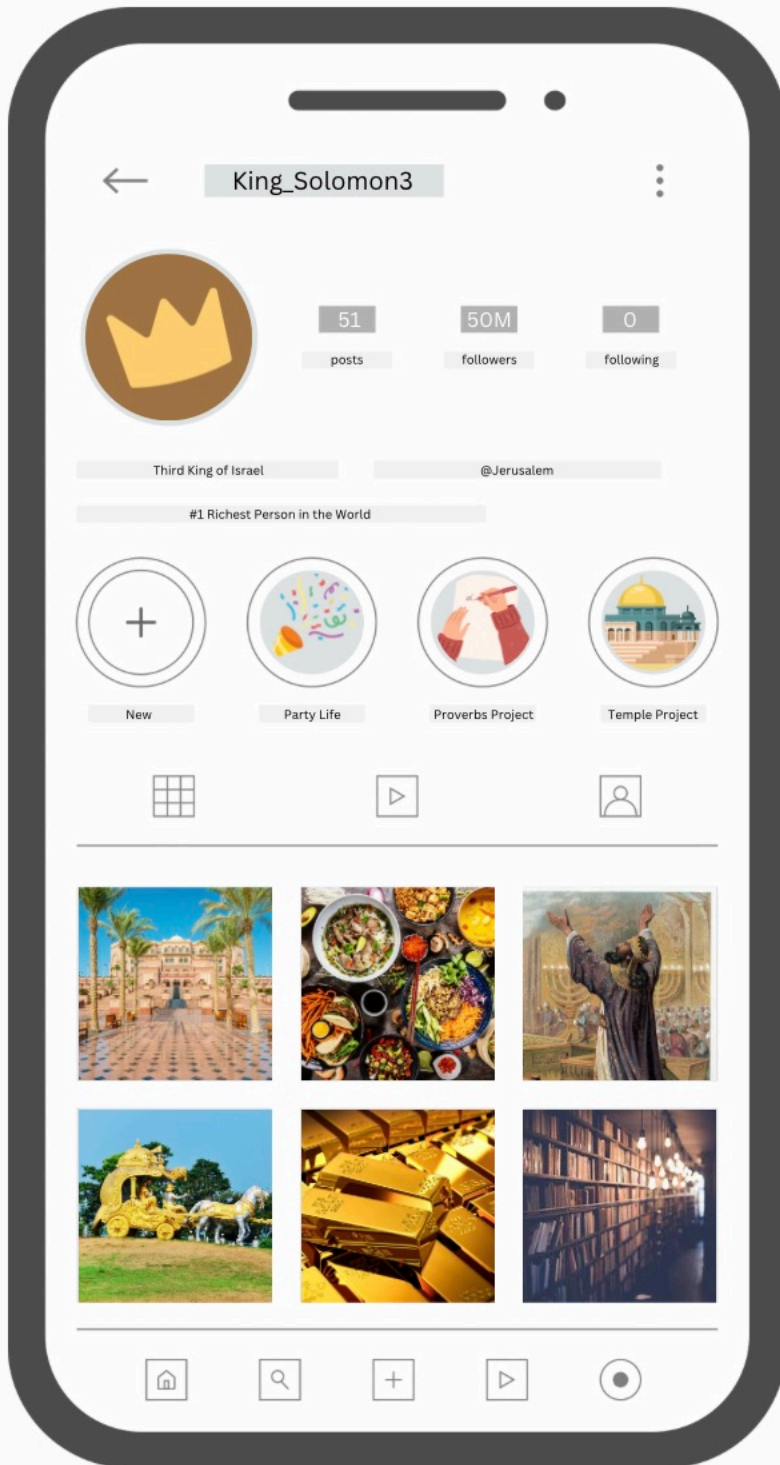 King_Solomon3
51 50M 0
posts followers following
Third King of Israel @Jerusalem
#1 Richest Person in the World
New Party Life Proverbs Project Temple Project